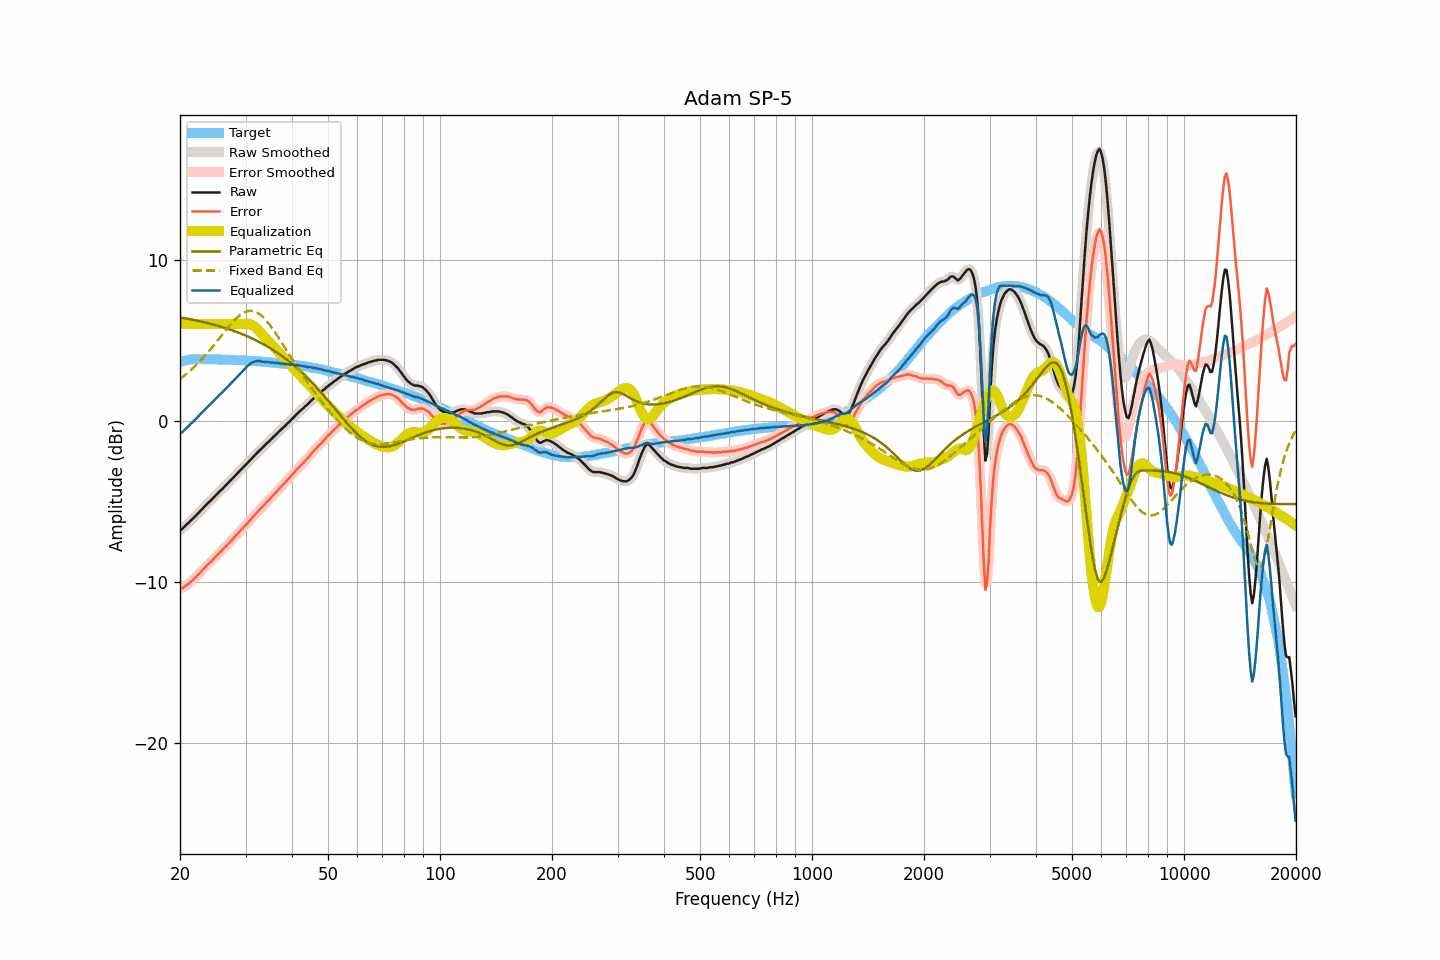 Adam SP-5
Target
Raw Smoothed
Error Smoothed
Raw
Error
Equalization
Parametric Eq
Fixed Band Eq
Equalized
10
0
−10
−20
Amplitude (dBr)
20
50
100
200
500
1000
2000
5000
10000
20000
Frequency (Hz)